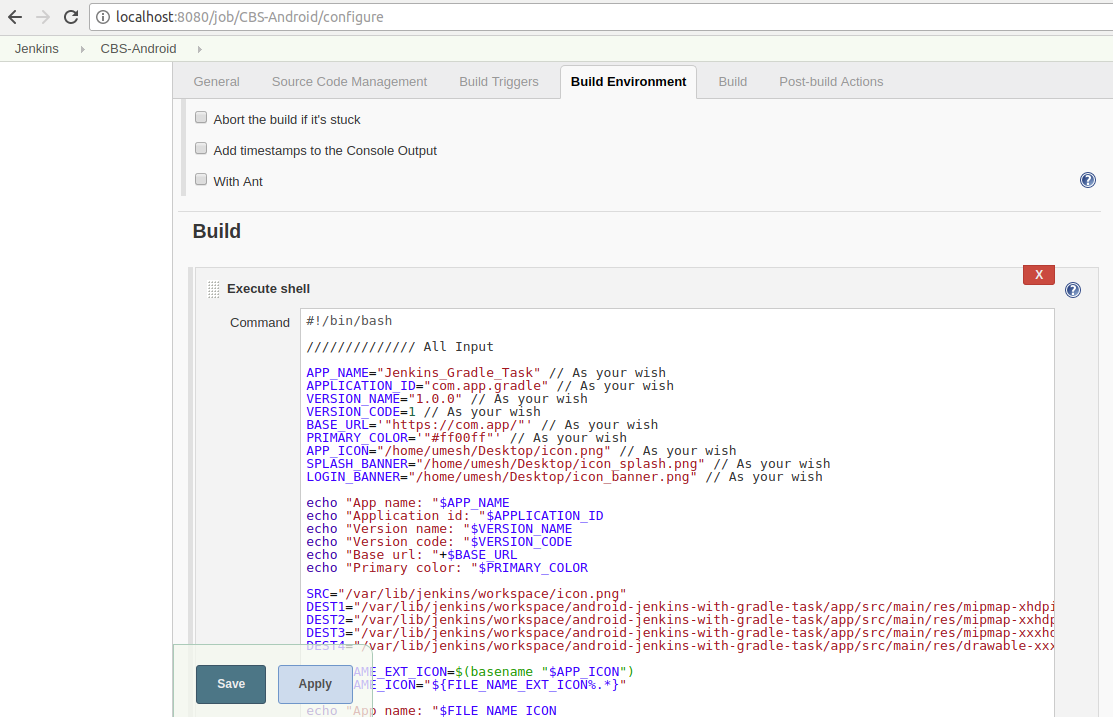 localhost:8080/job/CBS-Android/configure
Jenkins CBS-Android
General Source Code Management Build Triggers Build Environment Build Post-build Actions
Abort the build if it's stuck
Add timestamps to the Console Output
With Ant
?
Build
X
Execute shell
?
Command
#!/bin/bash
////////////// All Input
APP_NAME="Jenkins_Gradle_Task" // As your wish
APPLICATION_ID="com.app.gradle" // As your wish
VERSION_NAME="1.0.0" // As your wish
VERSION_CODE=1 // As your wish
BASE_URL='"https://com.app/"' // As your wish
PRIMARY_COLOR='"#ff00ff"' // As your wish
APP_ICON="/home/umesh/Desktop/icon.png" // As your wish
SPLASH_BANNER="/home/umesh/Desktop/icon_splash.png" // As your wish
LOGIN_BANNER="/home/umesh/Desktop/icon_banner.png" // As your wish
echo "App name: "$APP_NAME
echo "Application id: "$APPLICATION_ID
echo "Version name: "$VERSION_NAME
echo "Version code: "$VERSION_CODE
echo "Base url: "+$BASE_URL
echo "Primary color: "$PRIMARY_COLOR
SRC="/var/lib/jenkins/workspace/icon.png"
DEST1="/var/lib/jenkins/workspace/android-jenkins-with-gradle-task/app/src/main/res/mipmap-xhdpi
DEST2="/var/lib/jenkins/workspace/android-jenkins-with-gradle-task/app/src/main/res/mipmap-xxhdp
DEST3="/var/lib/jenkins/workspace/android-jenkins-with-gradle-task/app/src/main/res/mipmap-xxxhd
DEST4="/var/lib/jenkins/workspace/android-jenkins-with-gradle-task/app/src/main/res/drawable-xxx
AME_EXT_ICON=$(basename "$APP_ICON")
AME_ICON="${FILE_NAME_EXT_ICON%.*}"
echo "App name: "$FILE_NAME_ICON
Save Apply